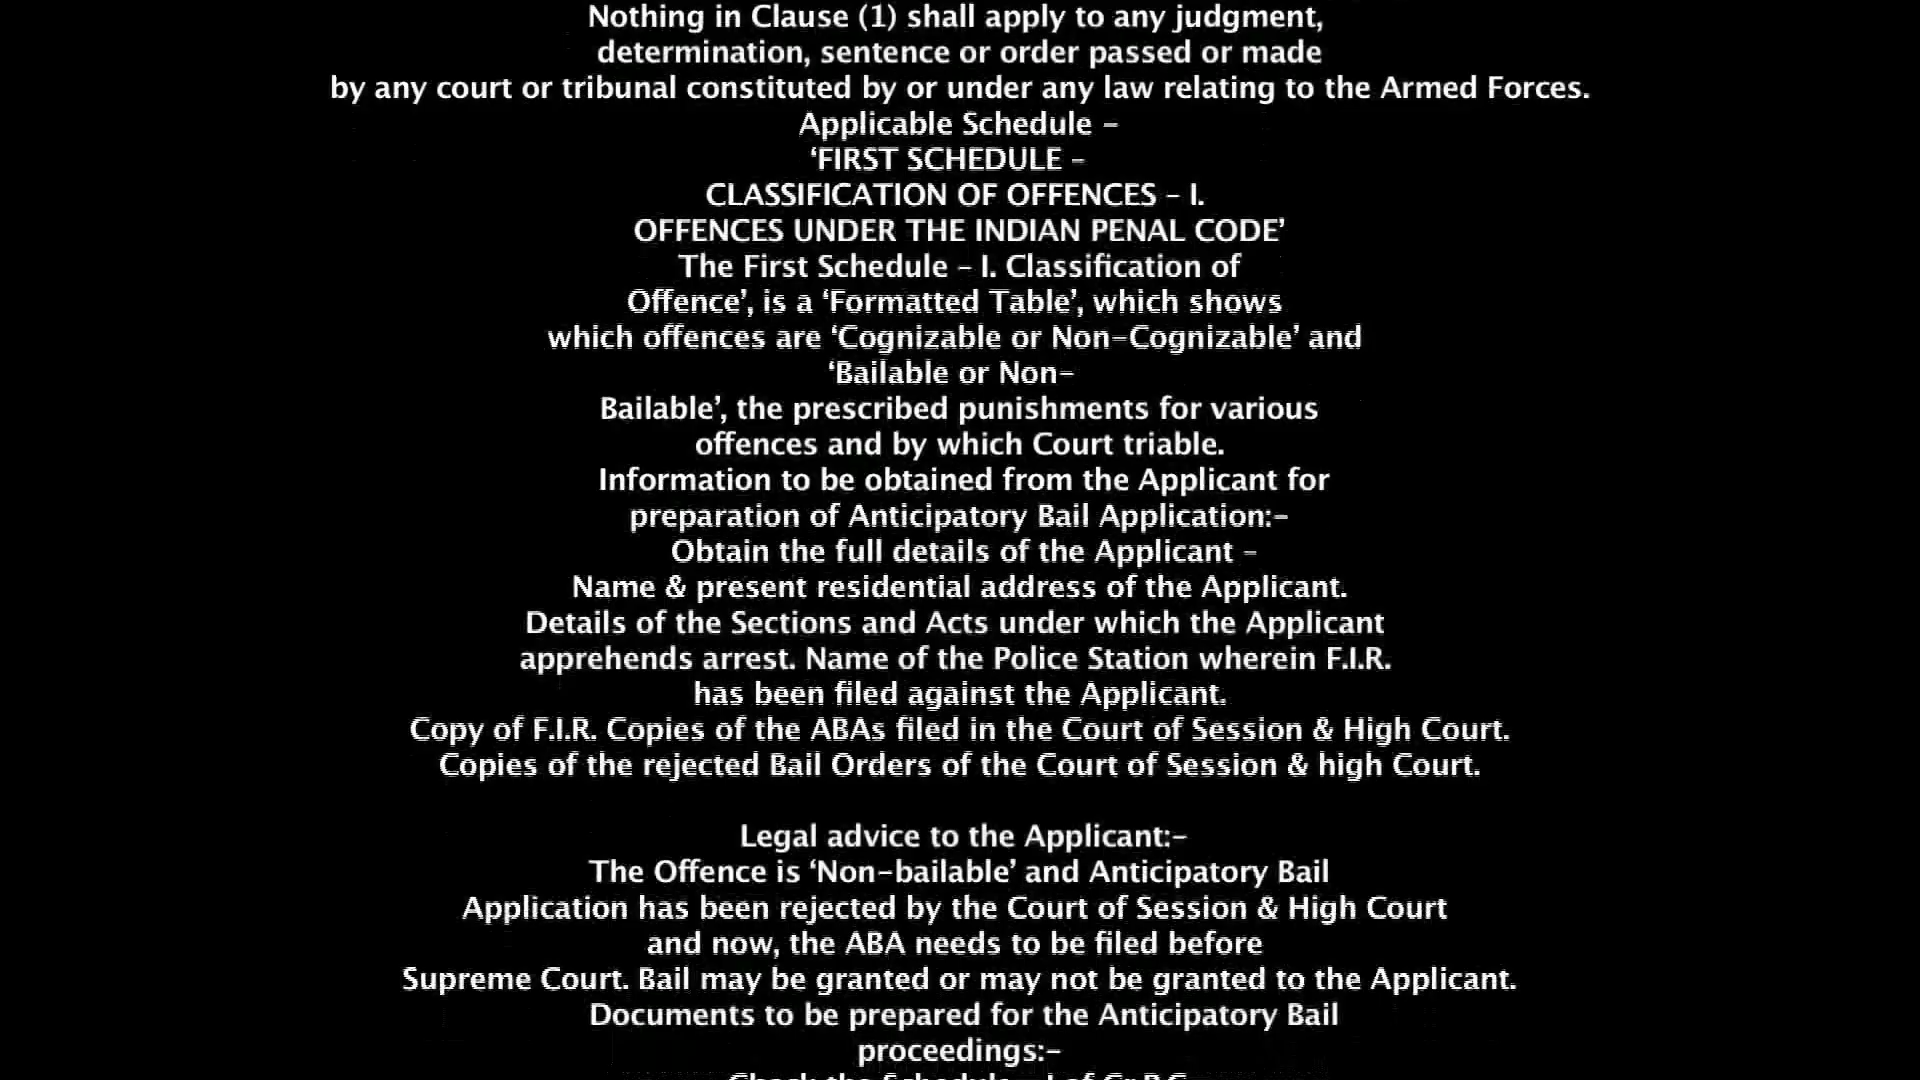 Nothing in Clause (1) shall apply to any judgment,
determination, sentence or order passed or made
by any court or tribunal constituted by or under any law relating to the Armed Forces.
Applicable Schedule –
‘FIRST SCHEDULE –
CLASSIFICATION OF OFFENCES – I.
OFFENCES UNDER THE INDIAN PENAL CODE’
The First Schedule – I. Classification of
Offence’, is a ‘Formatted Table’, which shows
which offences are ‘Cognizable or Non-Cognizable’ and
‘Bailable or Non-
Bailable’, the prescribed punishments for various
offences and by which Court triable.
Information to be obtained from the Applicant for
preparation of Anticipatory Bail Application:-
Obtain the full details of the Applicant –
Name & present residential address of the Applicant.
Details of the Sections and Acts under which the Applicant
apprehends arrest. Name of the Police Station wherein F.I.R.
has been filed against the Applicant.
Copy of F.I.R. Copies of the ABAs filed in the Court of Session & High Court.
Copies of the rejected Bail Orders of the Court of Session & high Court.
Legal advice to the Applicant:-
The Offence is ‘Non-bailable’ and Anticipatory Bail
Application has been rejected by the Court of Session & High Court
and now, the ABA needs to be filed before
Supreme Court. Bail may be granted or may not be granted to the Applicant.
Documents to be prepared for the Anticipatory Bail
proceedings:-
Check the Schedule – I of Cr.P.C.